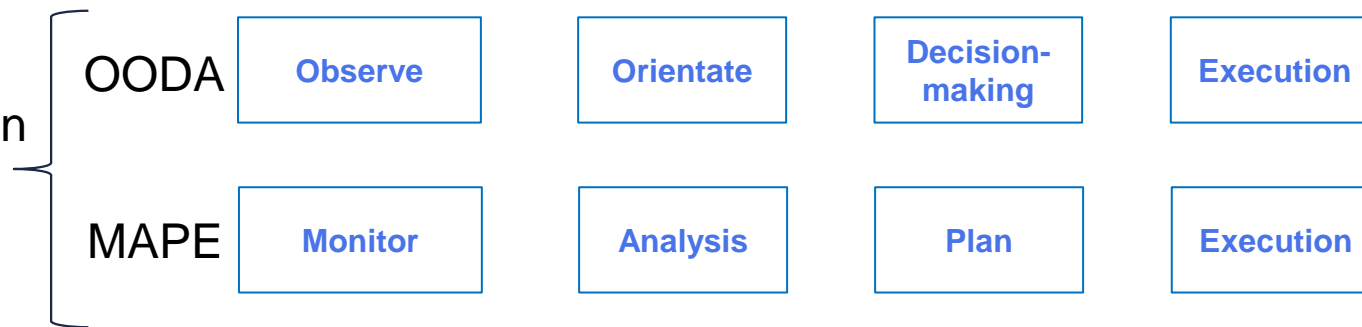 OODA
Observe
Orientate
Decision-
making
Execution
n
MAPE
Monitor
Analysis
Plan
Execution